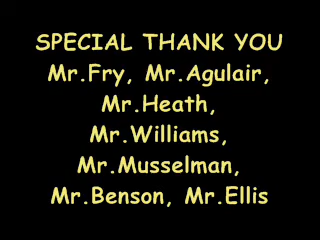 SPECIAL THANK YOU
Mr.Fry, Mr.Agulair,
Mr.Heath,
Mr.Williams,
Mr.Musselman,
Mr.Benson, Mr.Ellis